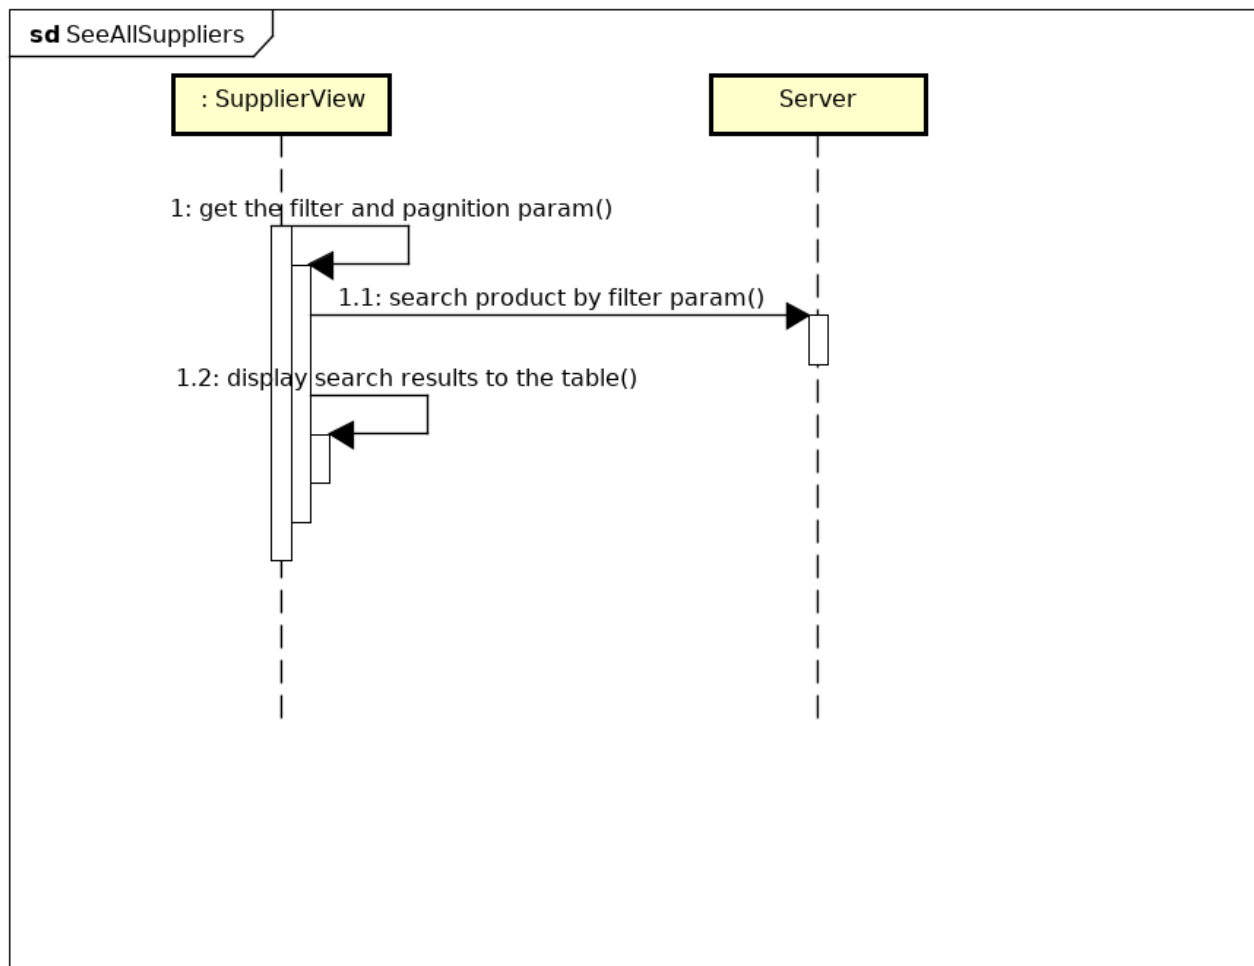 sd SeeAllSuppliers
: SupplierView
Server
1: get the filter and pagnition param()
1.1: search product by filter param()
1.2: display search results to the table()